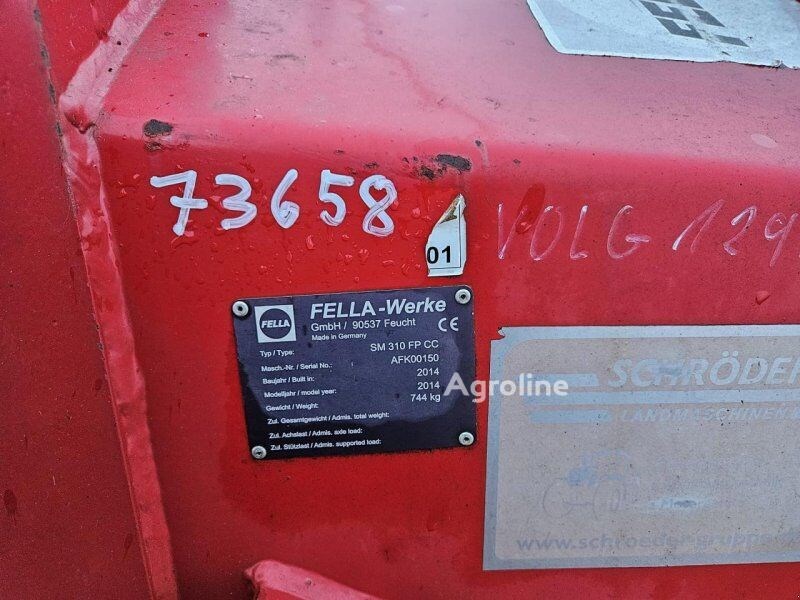 73658
VOLG 129
01
FELLA
FELLA-Werke
GmbH / 90537 Feucht
Made in Germany
CE
Typ / Type: SM 310 FP CC
Masch.-Nr. / Serial No.: AFK00150
Baujahr / Built in: 2014
Modelljahr / model year: 2014
Gewicht / Weight: 744 kg
Zul. Gesamtgewicht / Admis. total weight:
Zul. Achslast / Admis. axle load:
Zul. Stützlast / Admis. supported load:
Agroline
SCHRÖDER
LANDMASCHINEN
www.schroeder-gruppe